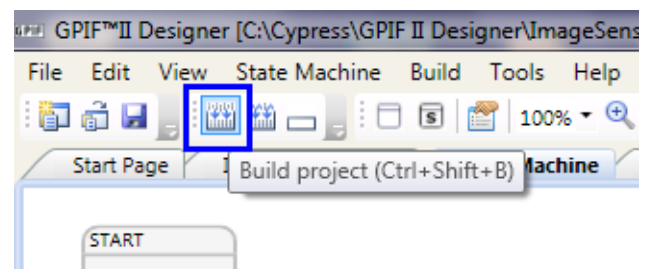 GPIF™II Designer [C:\Cypress\GPIF II Designer\ImageSens
File Edit View State Machine Build Tools Help
100%
Start Page Machine
Build project (Ctrl+Shift+B)
START